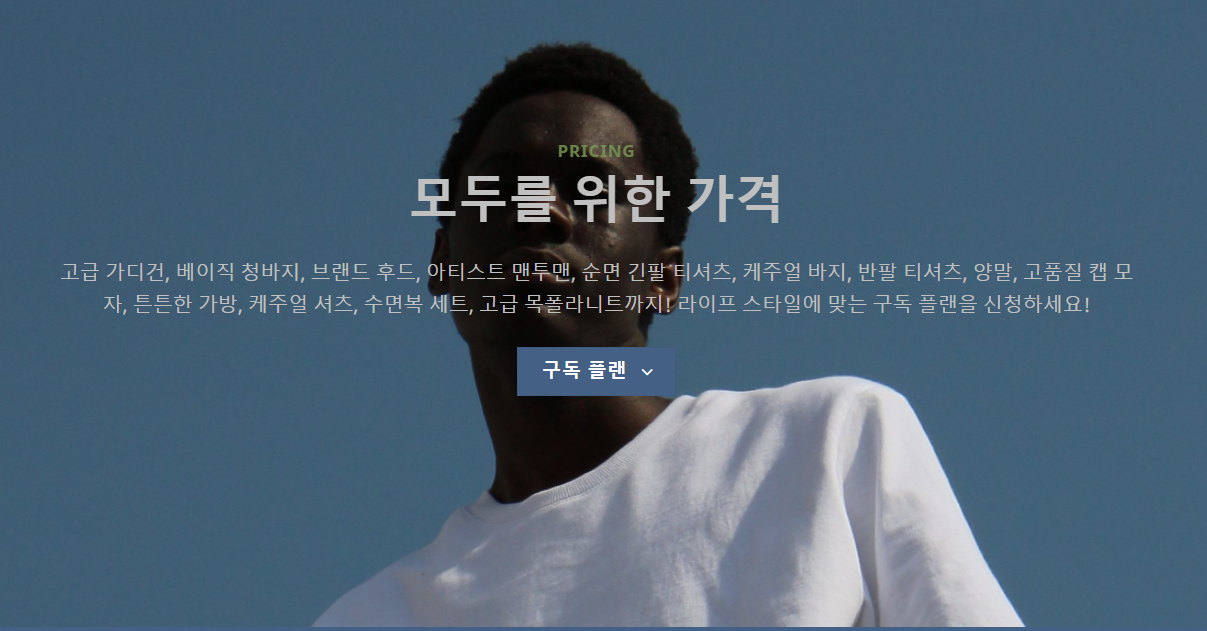 PRICING
모두를 위한 가격
고급 가디건, 베이직 청바지, 브랜드 후드, 아티스트 맨투맨, 순면 긴팔 티셔츠, 케주얼 바지, 반팔 티셔츠, 양말, 고품질 캡 모
자, 튼튼한 가방, 케주얼 셔츠, 수면복 세트, 고급 목폴라니트까지! 라이프 스타일에 맞는 구독 플랜을 신청하세요!
구독 플랜